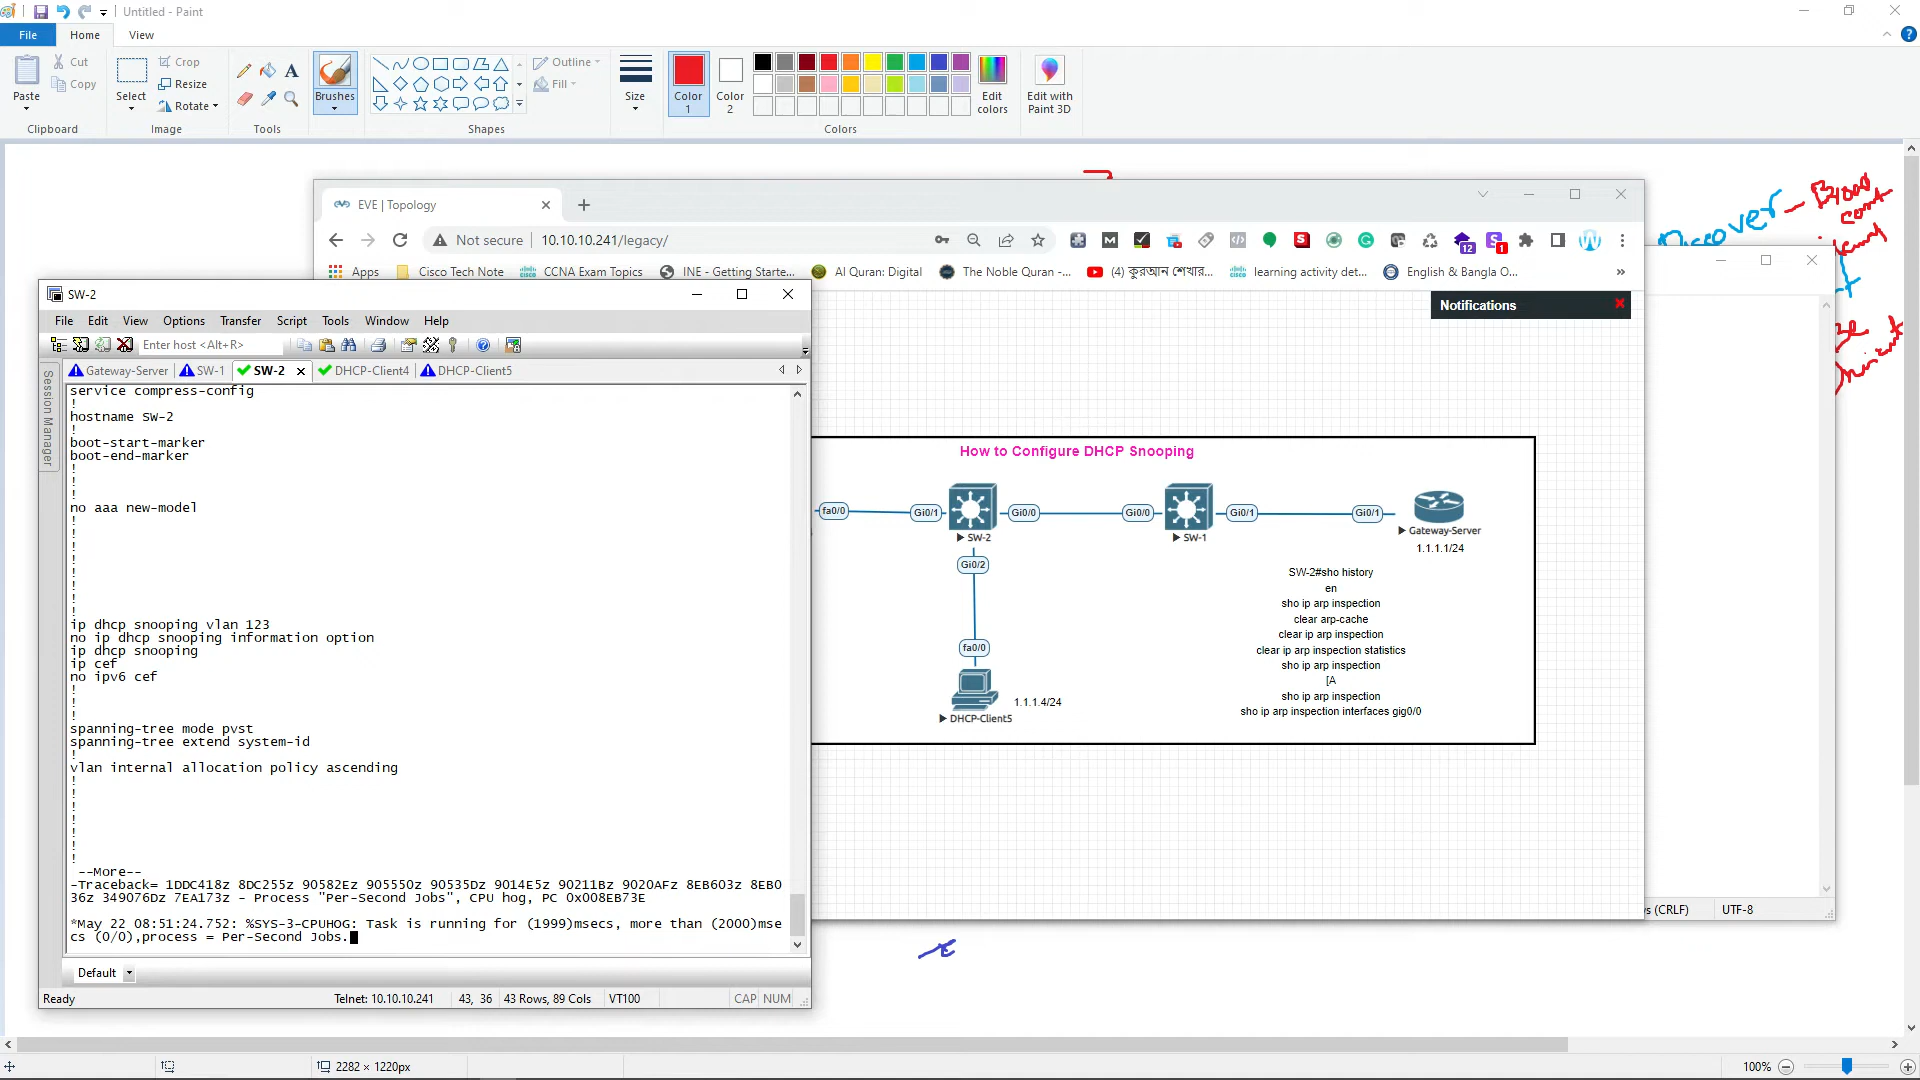 Untitled - Paint
File Home View
Paste
Cut
Copy
Clipboard
Select
Crop
Resize
Rotate
Image
Tools
Brushes
Shapes
Outline
Fill
Size
Color 1
Color 2
Colors
Edit colors
Edit with Paint 3D
EVE | Topology
Not secure 10.10.10.241/legacy/
12
1
Apps Cisco Tech Note CCNA Exam Topics INE - Getting Starte... Al Quran: Digital The Noble Quran -... (4) কুরআন শেখার... learning activity det... English & Bangla O... »
Notifications
SW-2
File Edit View Options Transfer Script Tools Window Help
Enter host <Alt+R>
Session Manager
Gateway-Server SW-1 SW-2 DHCP-Client4 DHCP-Client5
service compress-config
!
hostname SW-2
!
boot-start-marker
boot-end-marker
!
!
!
no aaa new-model
!
!
!
!
!
!
!
!
ip dhcp snooping vlan 123
no ip dhcp snooping information option
ip dhcp snooping
ip cef
no ipv6 cef
!
!
!
spanning-tree mode pvst
spanning-tree extend system-id
!
vlan internal allocation policy ascending
!
!
!
!
!
!
!
--More--
-Traceback= 1DDC418z 8DC255z 90582Ez 905550z 90535Dz 9014E5z 90211Bz 9020AFz 8EB603z 8EB0
36z 349076Dz 7EA173z - Process "Per-Second Jobs", CPU hog, PC 0x008EB73E
*May 22 08:51:24.752: %SYS-3-CPUHOG: Task is running for (1999)msecs, more than (2000)mse
cs (0/0),process = Per-Second Jobs.
Default
Ready Telnet: 10.10.10.241 43, 36 43 Rows, 89 Cols VT100 CAP NUM
How to Configure DHCP Snooping
fa0/0 Gi0/1 Gi0/0 Gi0/0 Gi0/1 Gi0/1
SW-2 SW-1 Gateway-Server
1.1.1.1/24
Gi0/2
fa0/0
1.1.1.4/24
DHCP-Client5
SW-2#sho history
en
sho ip arp inspection
clear arp-cache
clear ip arp inspection
clear ip arp inspection statistics
sho ip arp inspection
[A
sho ip arp inspection
sho ip arp inspection interfaces gig0/0
(CRLF) UTF-8
2282 × 1220px
100%